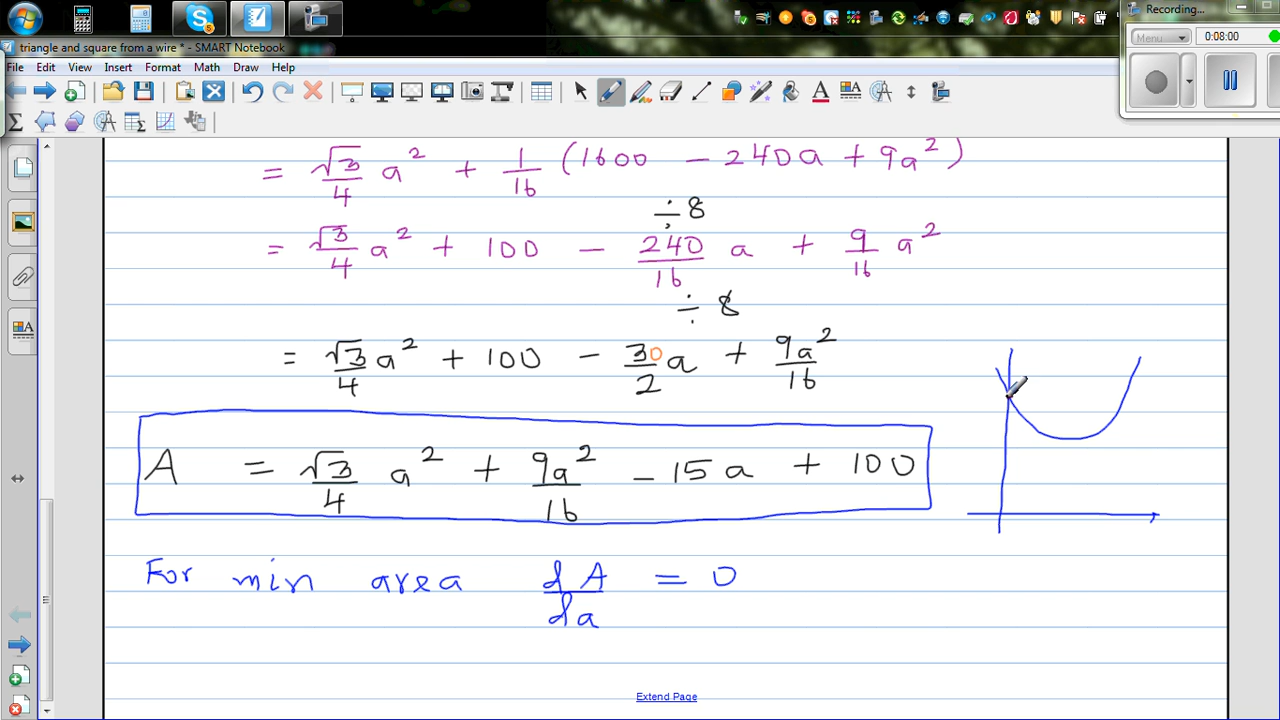 Recording...
Menu
0:08:00
triangle and square from a wire * - SMART Notebook
File Edit View Insert Format Math Draw Help
= √3/4 a² + 1/16 (1600 - 240a + 9a²)
÷ 8
= √3/4 a² + 100 - 240/16 a + 9/16 a²
÷ 8
= √3/4 a² + 100 - 30/2 a + 9a²/16
A = √3/4 a² + 9a²/16 - 15a + 100
For min area dA/da = 0
Extend Page